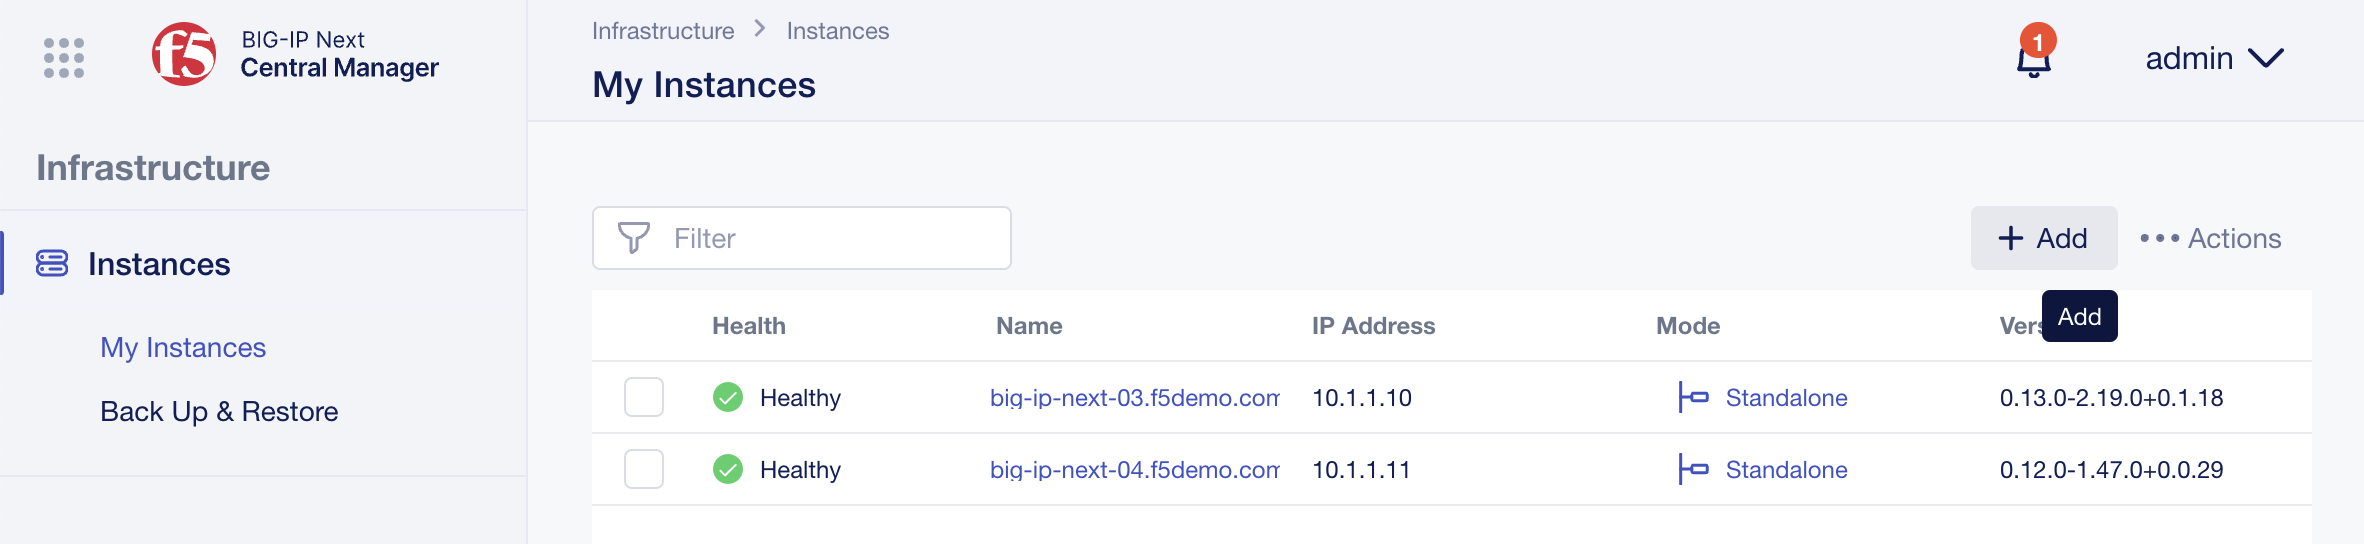 f5
BIG-IP Next
Central Manager
Infrastructure
Instances
My Instances
Back Up & Restore
Infrastructure > Instances
My Instances
1
admin
Filter
+ Add
••• Actions
Add
Health Name IP Address Mode Vers
Healthy big-ip-next-03.f5demo.com 10.1.1.10 Standalone 0.13.0-2.19.0+0.1.18
Healthy big-ip-next-04.f5demo.com 10.1.1.11 Standalone 0.12.0-1.47.0+0.0.29